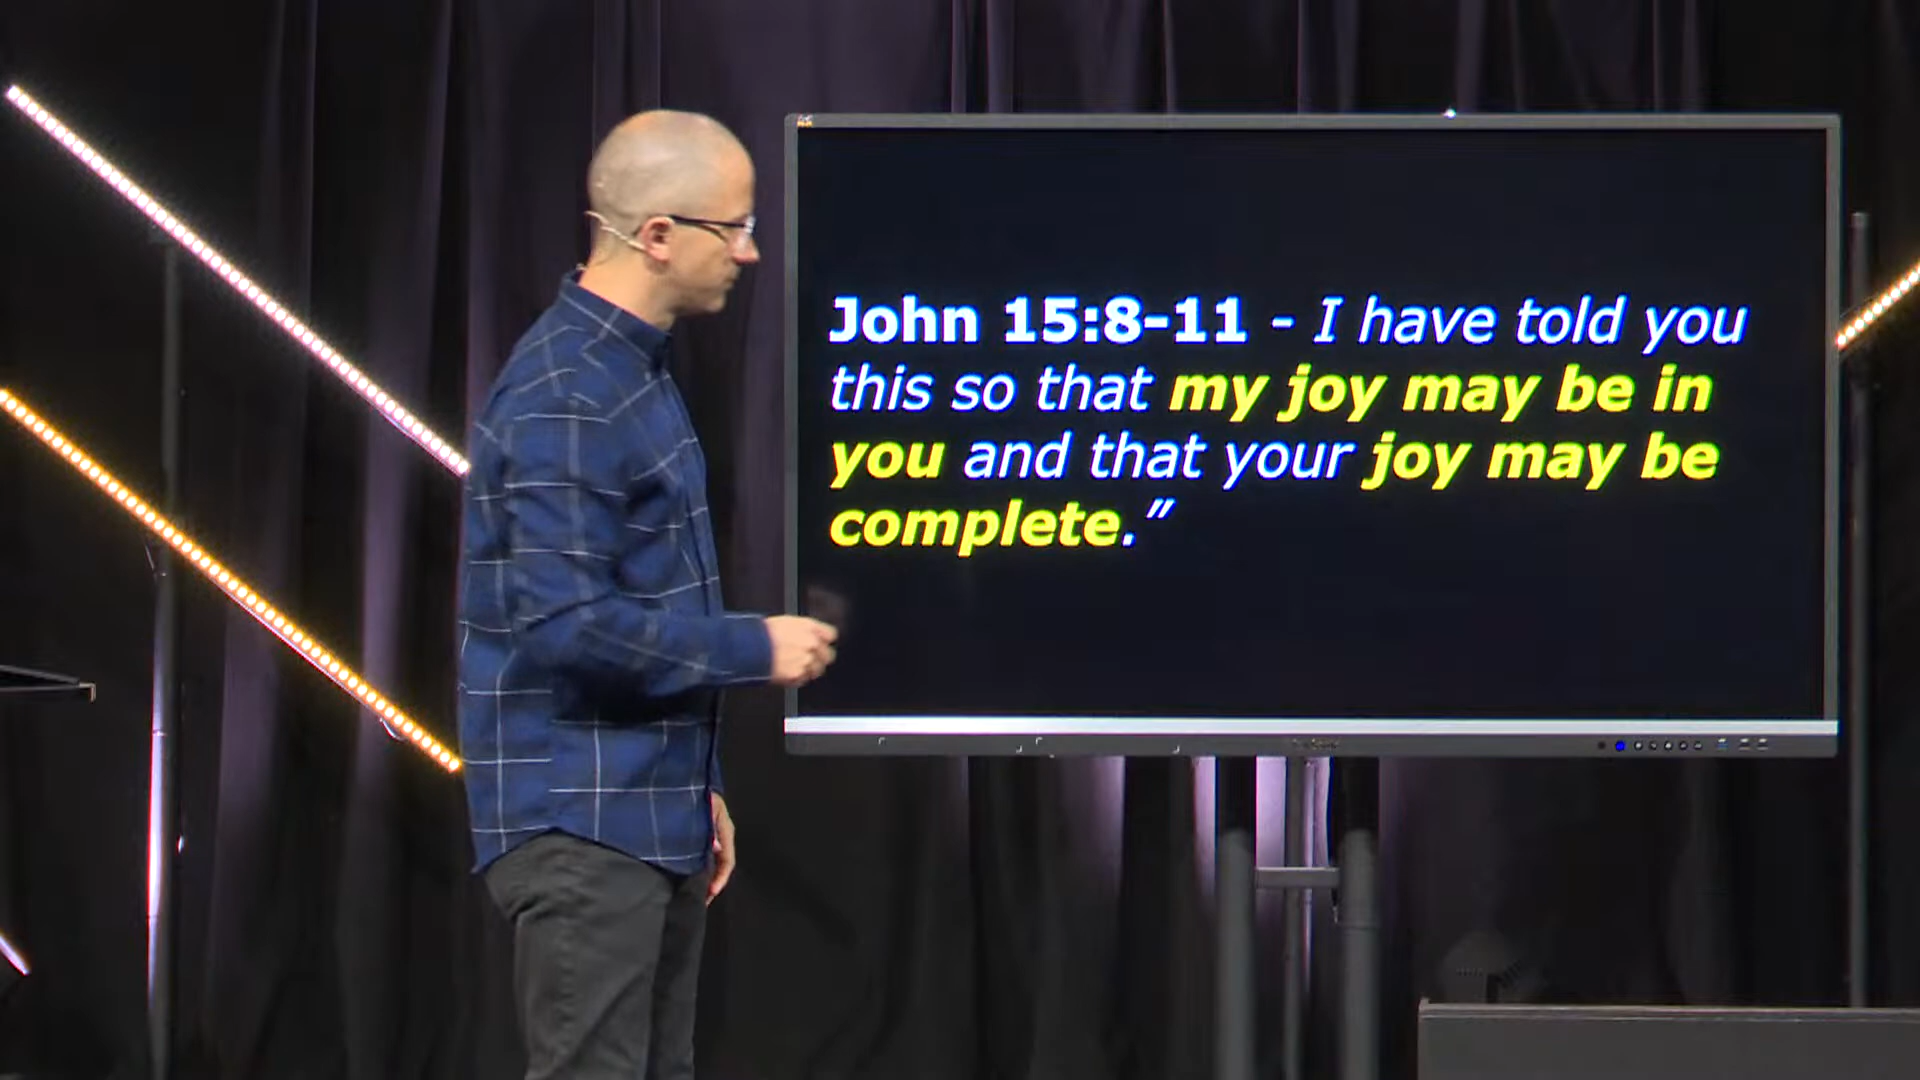 John 15:8-11 - I have told you
this so that my joy may be in
you and that your joy may be
complete.”